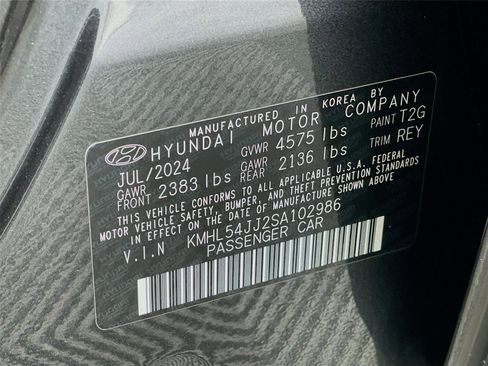 MANUFACTURED IN KOREA BY
HYUNDAI MOTOR COMPANY
JUL/2024 GVWR 4575 lbs PAINT T2G
GAWR FRONT 2383 lbs GAWR REAR 2136 lbs TRIM REY
THIS VEHICLE CONFORMS TO ALL APPLICABLE U.S.A. FEDERAL
MOTOR VEHICLE SAFETY, BUMPER, AND THEFT PREVENTION STANDARDS
IN EFFECT ON THE DATE OF MANUFACTURE SHOWN ABOVE.
V.I.N KMHL54JJ2SA102986
PASSENGER CAR